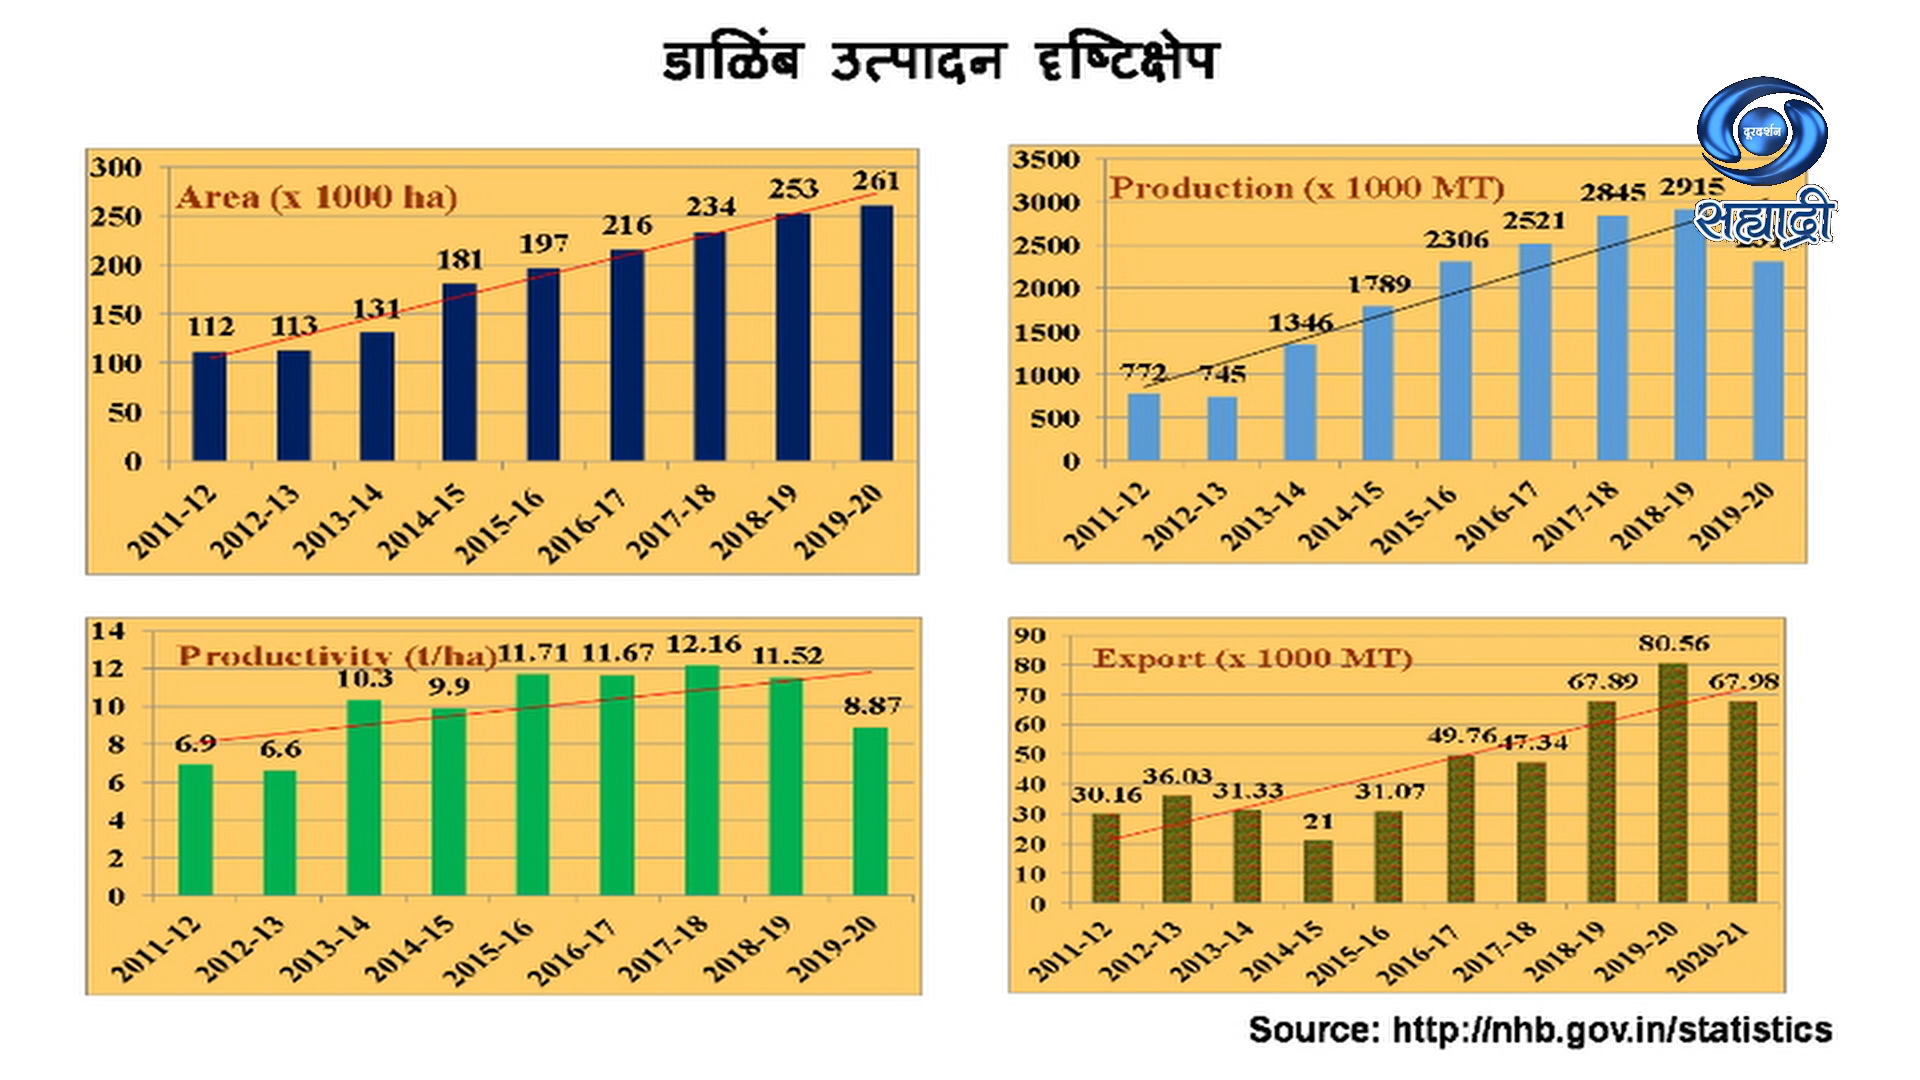 डाळिंब उत्पादन दृष्टिक्षेप
दूरदर्शन
सह्याद्री
Area (x 1000 ha)
300
250
200
150
100
50
0
112 113 131 181 197 216 234 253 261
2011-12 2012-13 2013-14 2014-15 2015-16 2016-17 2017-18 2018-19 2019-20
Production (x 1000 MT)
3500
3000
2500
2000
1500
1000
500
0
772 745 1346 1789 2306 2521 2845 2915
2011-12 2012-13 2013-14 2014-15 2015-16 2016-17 2017-18 2018-19 2019-20
Productivity (t/ha)
14
12
10
8
6
4
2
0
6.9 6.6 10.3 9.9 11.71 11.67 12.16 11.52 8.87
2011-12 2012-13 2013-14 2014-15 2015-16 2016-17 2017-18 2018-19 2019-20
Export (x 1000 MT)
90
80
70
60
50
40
30
20
10
0
30.16 36.03 31.33 21 31.07 49.76 47.34 67.89 80.56 67.98
2011-12 2012-13 2013-14 2014-15 2015-16 2016-17 2017-18 2018-19 2019-20 2020-21
Source: http://nhb.gov.in/statistics